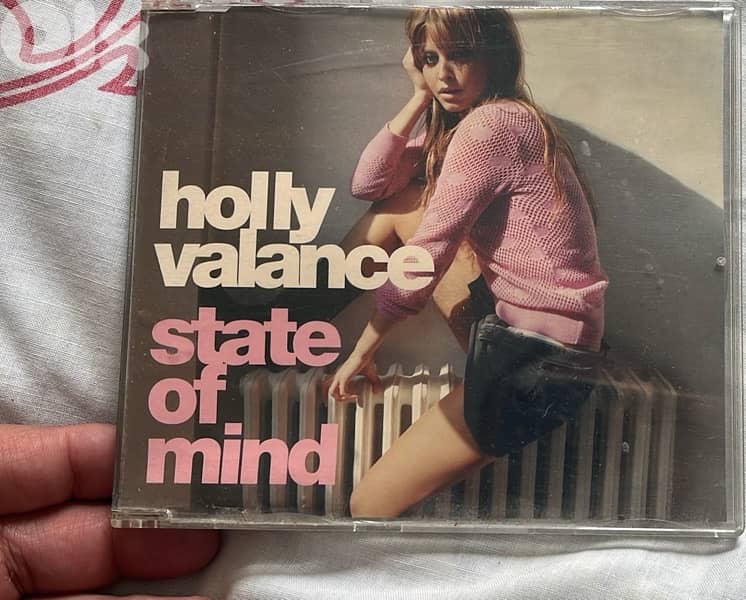 holly
valance
state
of
mind